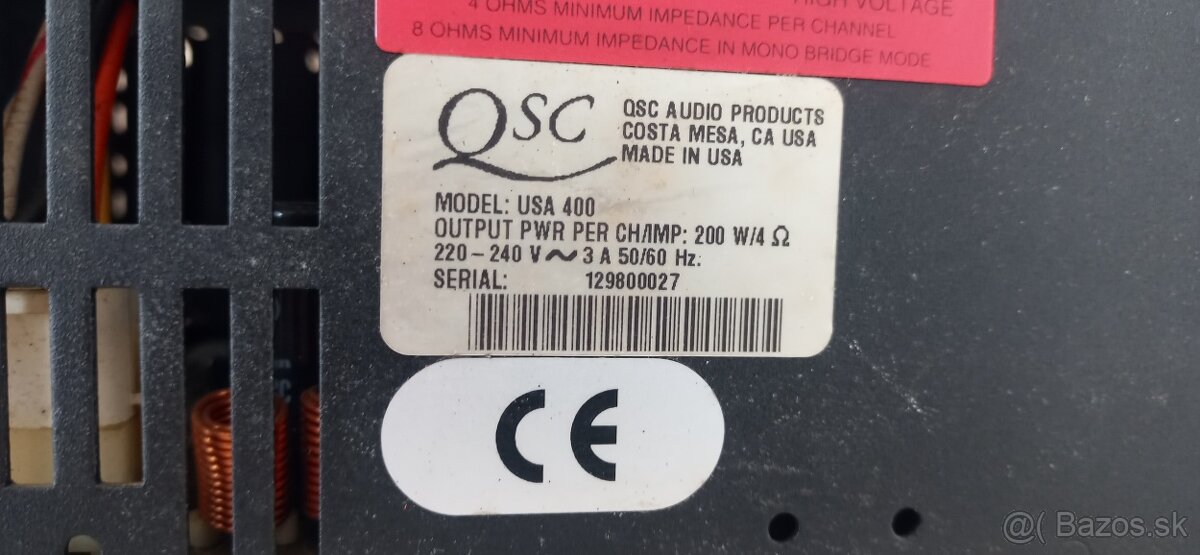 HIGH VOLTAGE
4 OHMS MINIMUM IMPEDANCE PER CHANNEL
8 OHMS MINIMUM IMPEDANCE IN MONO BRIDGE MODE
QSC
QSC AUDIO PRODUCTS
COSTA MESA, CA USA
MADE IN USA
MODEL: USA 400
OUTPUT PWR PER CH/IMP: 200 W/4 Ω
220-240 V ~ 3 A 50/60 Hz:
SERIAL: 129800027
CE
@( Bazos.sk